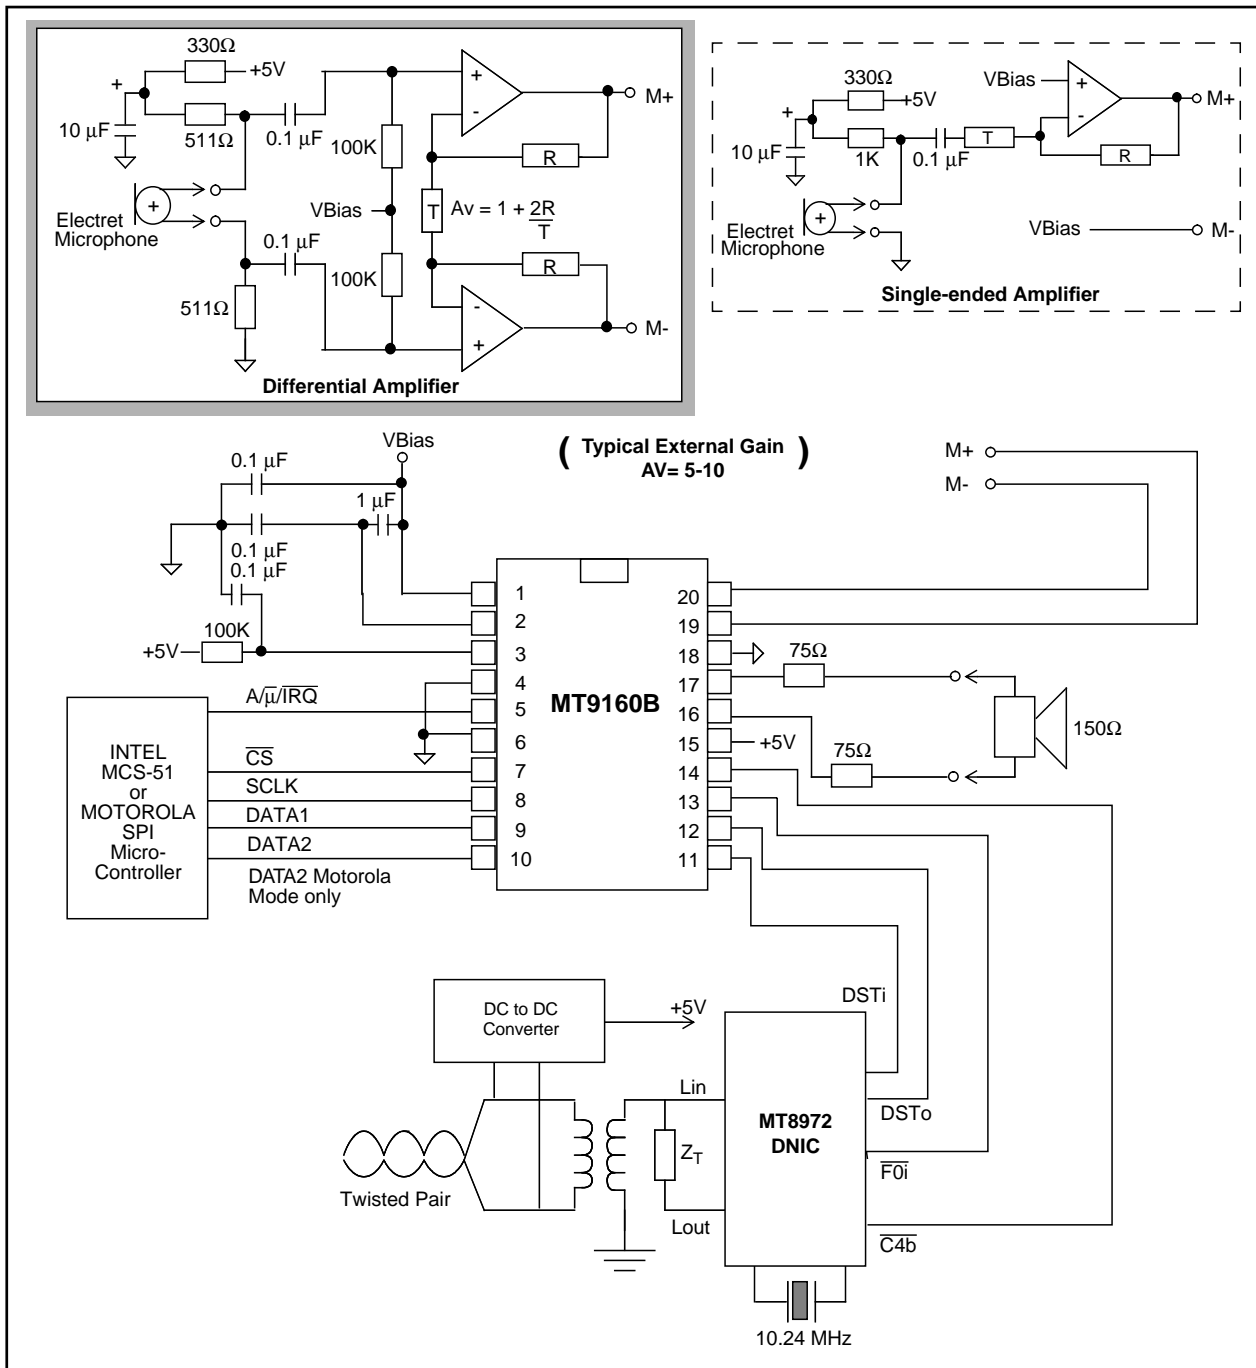 330Ω
+5V
+
10 µF
511Ω
0.1 µF
100K
+
-
M+
R
Electret
Microphone
+
VBias
T
Av = 1 + 2R
T
0.1 µF
100K
R
511Ω
-
+
M-
Differential Amplifier
330Ω
+5V
+
10 µF
1K
0.1 µF
T
VBias
+
-
M+
R
Electret
Microphone
+
VBias
M-
Single-ended Amplifier
VBias
( Typical External Gain )
AV= 5-10
M+
M-
0.1 µF
1 µF
0.1 µF
0.1 µF
100K
+5V
1
2
3
4
5
6
7
8
9
10
MT9160B
20
19
18
17
16
15
14
13
12
11
75Ω
75Ω
150Ω
+5V
INTEL
MCS-51
or
MOTOROLA
SPI
Micro-
Controller
A/μ̅/I̅R̅Q̅
C̅S̅
SCLK
DATA1
DATA2
DATA2 Motorola
Mode only
DC to DC
Converter
+5V
DSTi
Lin
MT8972
DNIC
DSTo
ZT
F̅0̅i̅
Twisted Pair
Lout
C̅4̅b̅
10.24 MHz